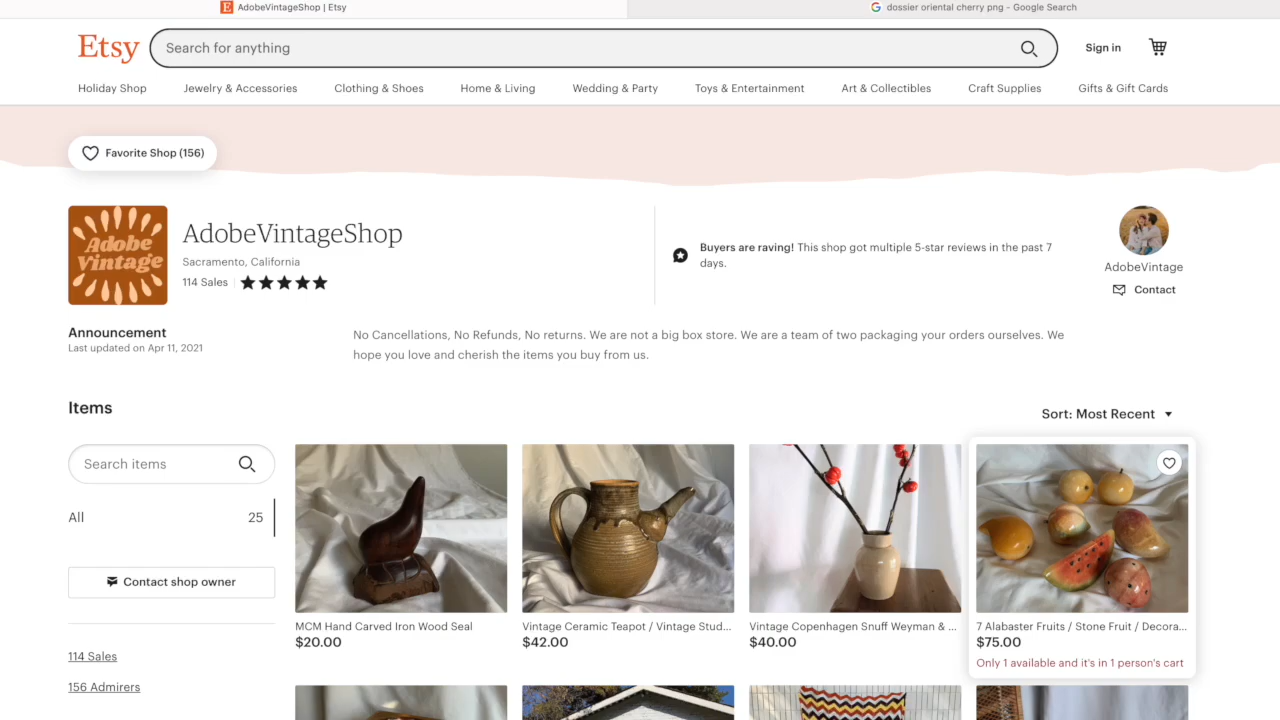 AdobeVintageShop | Etsy
dossier oriental cherry png - Google Search
Etsy
Search for anything
Sign in
Holiday Shop
Jewelry & Accessories
Clothing & Shoes
Home & Living
Wedding & Party
Toys & Entertainment
Art & Collectibles
Craft Supplies
Gifts & Gift Cards
Favorite Shop (156)
Adobe
Vintage
AdobeVintageShop
Sacramento, California
114 Sales
Buyers are raving! This shop got multiple 5-star reviews in the past 7
days.
AdobeVintage
Contact
Announcement
Last updated on Apr 11, 2021
No Cancellations, No Refunds, No returns. We are not a big box store. We are a team of two packaging your orders ourselves. We
hope you love and cherish the items you buy from us.
Items
Sort: Most Recent
Search items
All
25
Contact shop owner
114 Sales
156 Admirers
MCM Hand Carved Iron Wood Seal
$20.00
Vintage Ceramic Teapot / Vintage Stud...
$42.00
Vintage Copenhagen Snuff Weyman & ...
$40.00
7 Alabaster Fruits / Stone Fruit / Decora...
$75.00
Only 1 available and it's in 1 person's cart